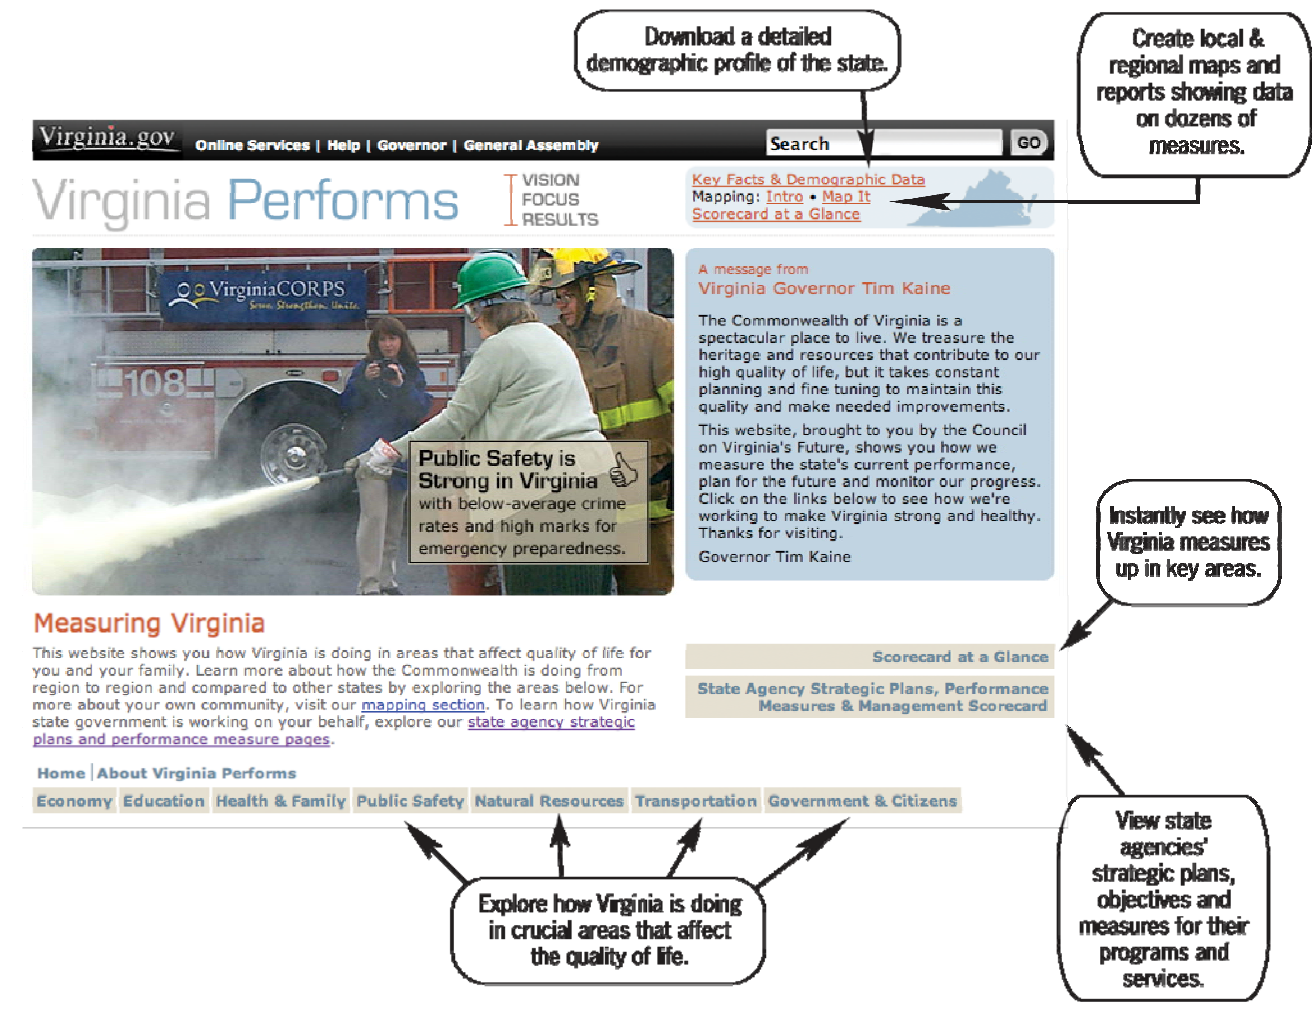 Download a detailed
demographic profile of the state.
Create local &
regional maps and
reports showing data
on dozens of
measures.
Virginia.gov
Online Services | Help | Governor | General Assembly
Search
GO
Virginia Performs
VISION
FOCUS
RESULTS
Key Facts & Demographic Data
Mapping: Intro • Map It
Scorecard at a Glance
VirginiaCORPS
Serve. Strengthen. Unite.
108
Public Safety is
Strong in Virginia
with below-average crime
rates and high marks for
emergency preparedness.
A message from
Virginia Governor Tim Kaine
The Commonwealth of Virginia is a
spectacular place to live. We treasure the
heritage and resources that contribute to our
high quality of life, but it takes constant
planning and fine tuning to maintain this
quality and make needed improvements.
This website, brought to you by the Council
on Virginia's Future, shows you how we
measure the state's current performance,
plan for the future and monitor our progress.
Click on the links below to see how we're
working to make Virginia strong and healthy.
Thanks for visiting.
Governor Tim Kaine
Instantly see how
Virginia measures
up in key areas.
Measuring Virginia
This website shows you how Virginia is doing in areas that affect quality of life for
you and your family. Learn more about how the Commonwealth is doing from
region to region and compared to other states by exploring the areas below. For
more about your own community, visit our mapping section. To learn how Virginia
state government is working on your behalf, explore our state agency strategic
plans and performance measure pages.
Scorecard at a Glance
State Agency Strategic Plans, Performance
Measures & Management Scorecard
Home | About Virginia Performs
Economy Education Health & Family Public Safety Natural Resources Transportation Government & Citizens
Explore how Virginia is doing
in crucial areas that affect
the quality of life.
View state
agencies'
strategic plans,
objectives and
measures for their
programs and
services.